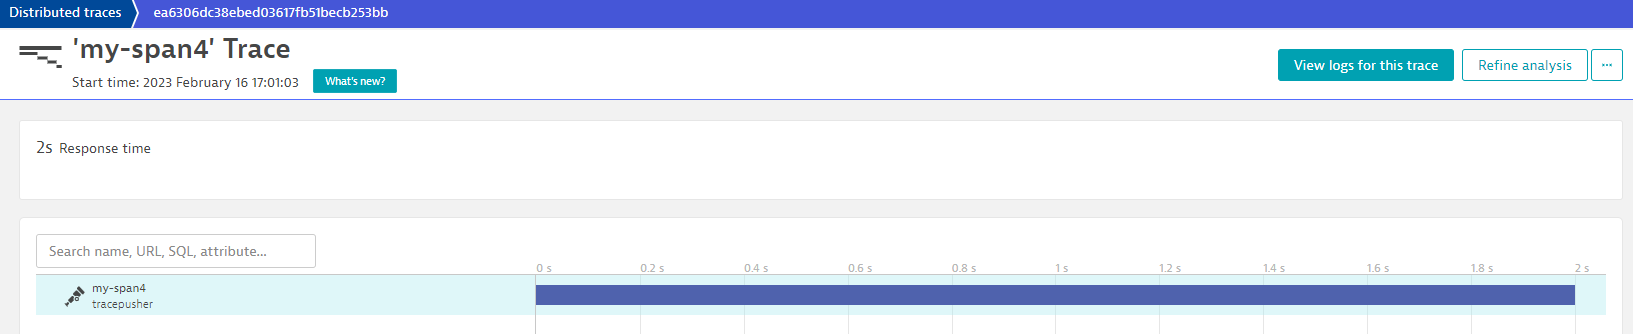 Distributed traces
ea6306dc38ebed03617fb51becb253bb
'my-span4' Trace
Start time: 2023 February 16 17:01:03
What's new?
View logs for this trace
Refine analysis
...
2s Response time
Search name, URL, SQL, attribute...
0 s 0.2 s 0.4 s 0.6 s 0.8 s 1 s 1.2 s 1.4 s 1.6 s 1.8 s 2 s
my-span4
tracepusher